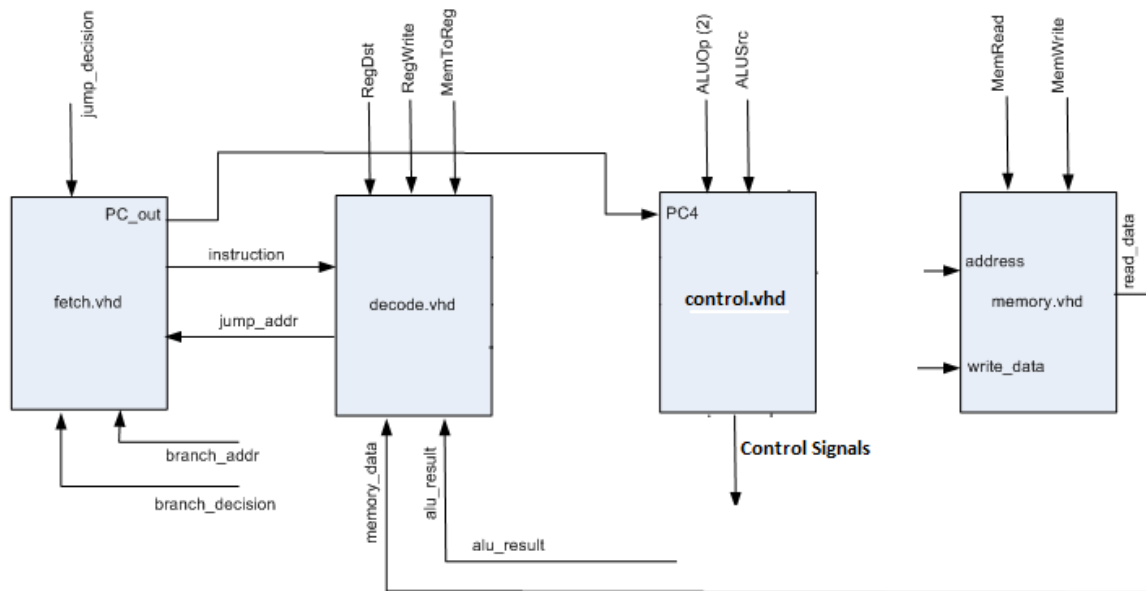 jump_decision
RegDst
RegWrite
MemToReg
ALUOp (2)
ALUSrc
MemRead
MemWrite
PC_out
PC4
instruction
address
read_data
fetch.vhd
decode.vhd
control.vhd
memory.vhd
jump_addr
write_data
branch_addr
Control Signals
branch_decision
memory_data
alu_result
alu_result